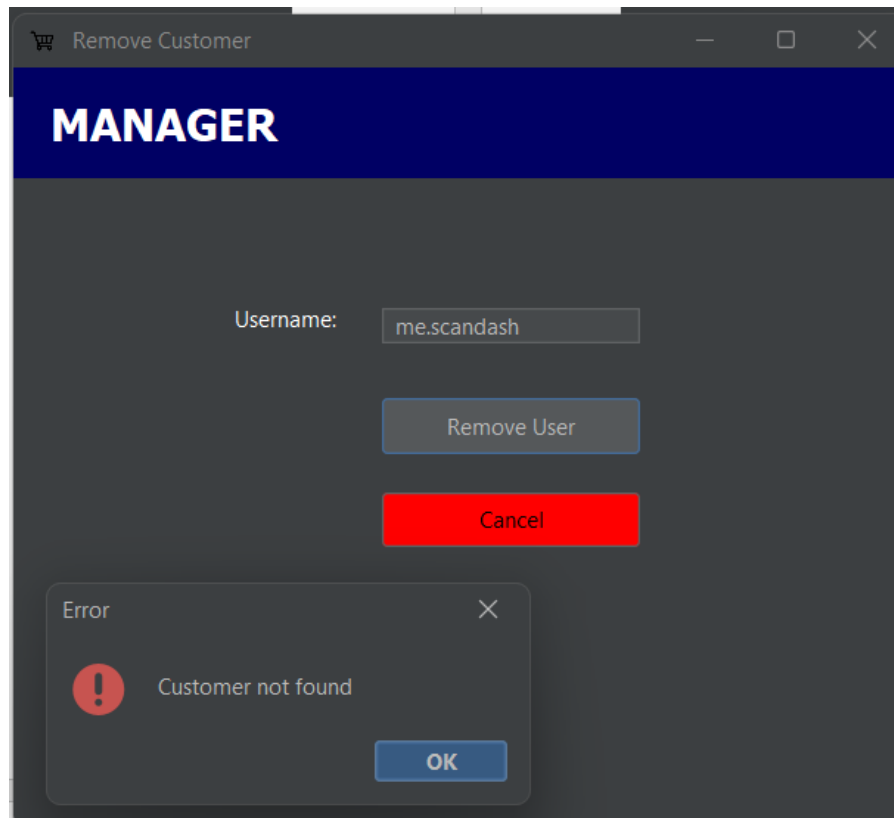 Remove Customer
MANAGER
Username:
me.scandash
Remove User
Cancel
Error
Customer not found
OK